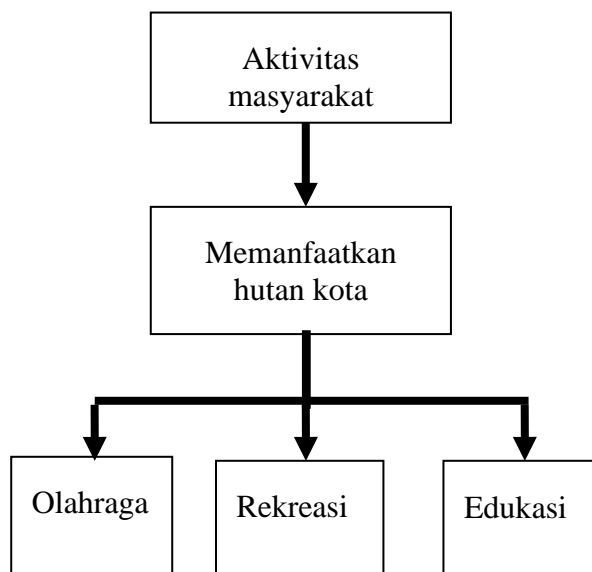 Aktivitas
masyarakat
Memanfaatkan
hutan kota
Olahraga
Rekreasi
Edukasi